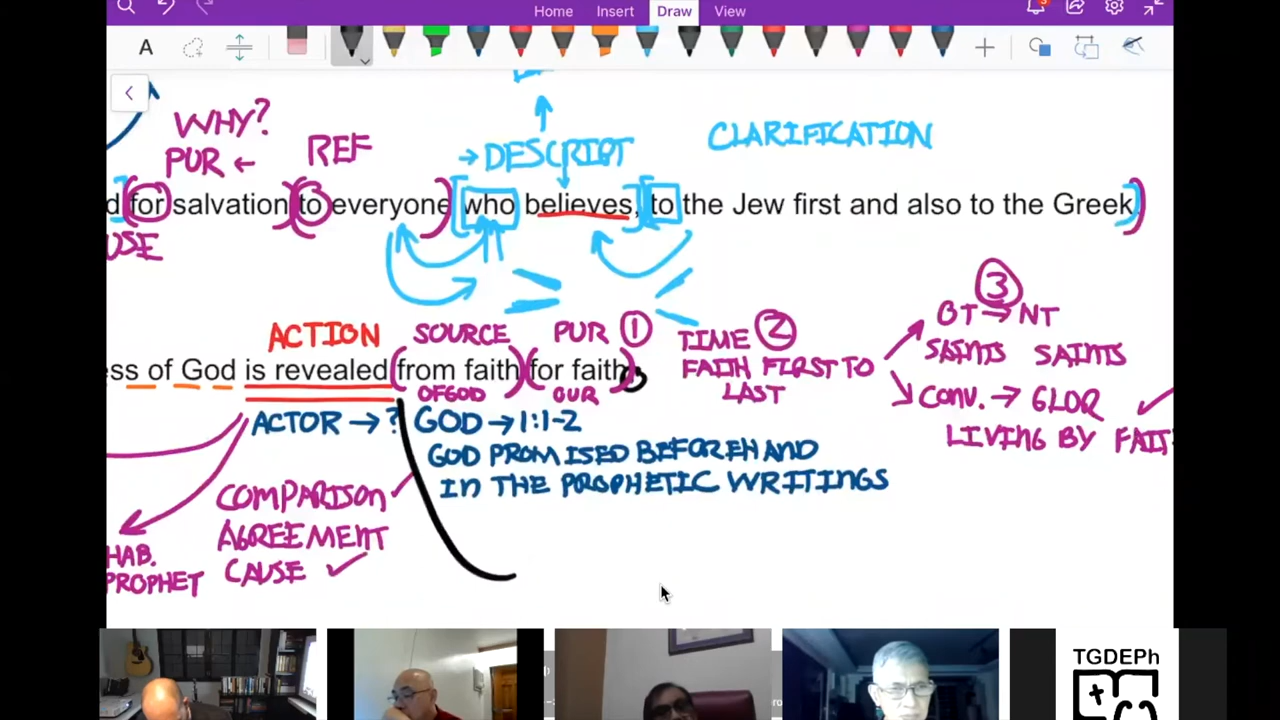 Home Insert Draw View
WHY?
PUR ←
REF
→ DESCRIPT
CLARIFICATION
d for salvation to everyone who believes, to the Jew first and also to the Greek
USE
ACTION
SOURCE
PUR ①
TIME ②
③
OT → NT
SAINTS SAINTS
ss of God is revealed from faith for faith,
FAITH FIRST TO
LAST
OF GOD
OUR
CONV. → GLOR
LIVING BY FAIT
ACTOR → ?
GOD → 1:1-2
GOD PROMISED BEFOREHAND
IN THE PROPHETIC WRITINGS
COMPARISON
AGREEMENT
CAUSE ✓
HAB.
PROPHET
TGDEPh